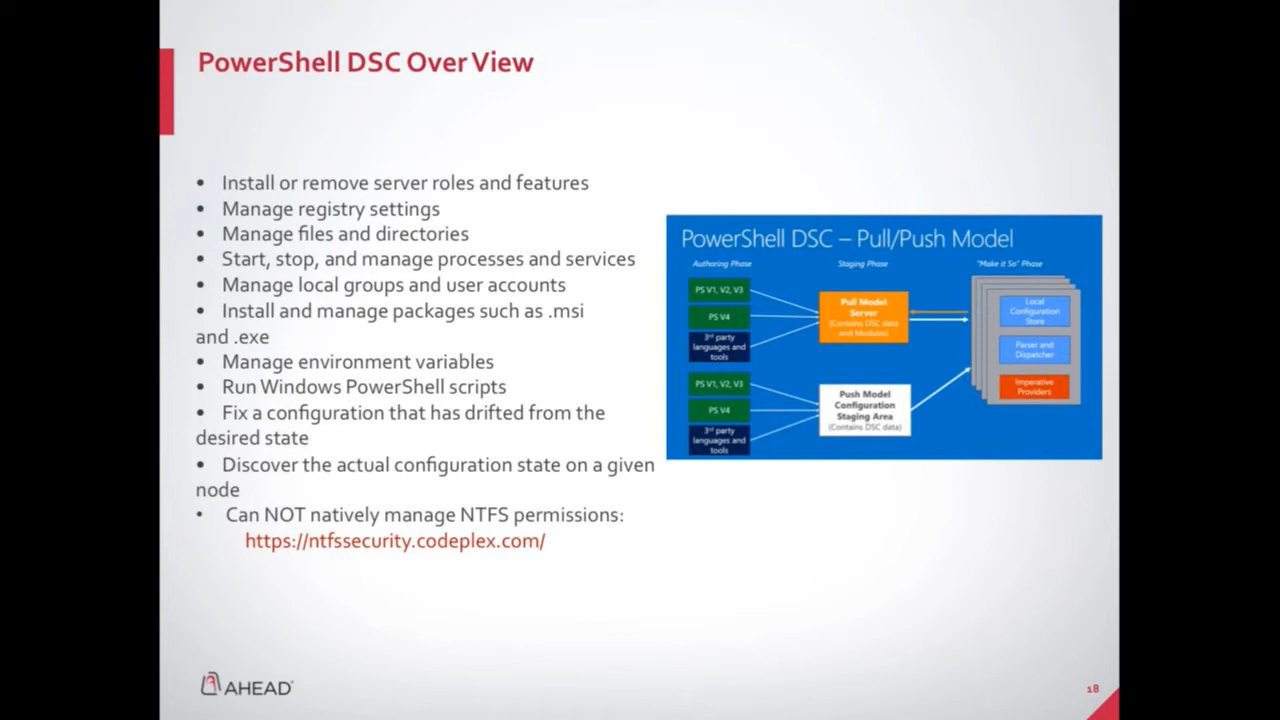 PowerShell DSC Over View
• Install or remove server roles and features
• Manage registry settings
• Manage files and directories
• Start, stop, and manage processes and services
• Manage local groups and user accounts
• Install and manage packages such as .msi
and .exe
• Manage environment variables
• Run Windows PowerShell scripts
• Fix a configuration that has drifted from the
desired state
• Discover the actual configuration state on a given
node
• Can NOT natively manage NTFS permissions:
https://ntfssecurity.codeplex.com/
PowerShell DSC – Pull/Push Model
Authoring Phase
Staging Phase
"Make it So" Phase
PS V1, V2, V3
PS V4
3rd party
languages and
tools
PS V1, V2, V3
PS V4
3rd party
languages and
tools
Pull Model
Server
(Contains DSC data
and Modules)
Push Model
Configuration
Staging Area
(Contains DSC data)
Local
Configuration
Store
Parser and
Dispatcher
Imperative
Providers
AHEAD
18